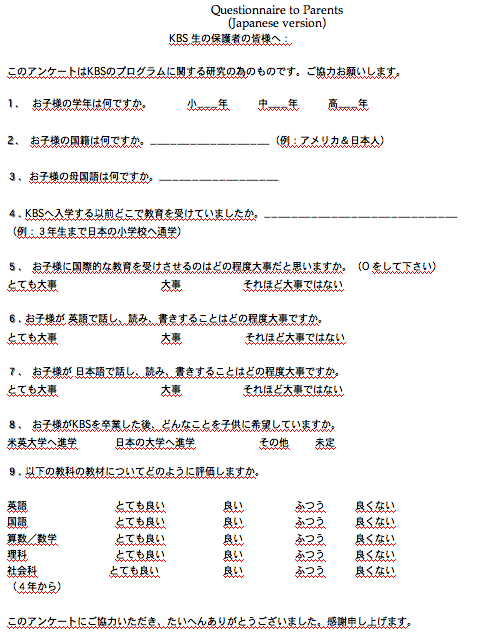 Questionnaire to Parents
(Japanese version)
KBS 生の保護者の皆様へ：
このアンケートはKBSのプログラムに関する研究の為のものです。ご協力お願いします。
１、 お子様の学年は何ですか。 小___年 中___年 高___年
２、 お子様の国籍は何ですか。__________________（例：アメリカ＆日本人）
３、お子様の母国語は何ですか。__________________
４、KBSへ入学する以前どこで教育を受けていましたか。_____________________________
（例：３年生まで日本の小学校へ通学）
５、 お子様に国際的な教育を受けさせるのはどの程度大事だと思いますか。（O をして下さい）
とても大事 大事 それほど大事ではない
６、お子様が 英語で話し、読み、書きすることはどの程度大事ですか。
とても大事 大事 それほど大事ではない
７、 お子様が 日本語で話し、読み、書きすることはどの程度大事ですか。
とても大事 大事 それほど大事ではない
８、 お子様がKBSを卒業した後、どんなことを子供に希望していますか。
米英大学へ進学 日本の大学へ進学 その他 未定
９、以下の教科の教材についてどのように評価しますか。
英語 とても良い 良い ふつう 良くない
国語 とても良い 良い ふつう 良くない
算数／数学 とても良い 良い ふつう 良くない
理科 とても良い 良い ふつう 良くない
社会科 とても良い 良い ふつう 良くない
（４年から）
このアンケートにご協力いただき、たいへんありがとうございました。感謝申し上げます。